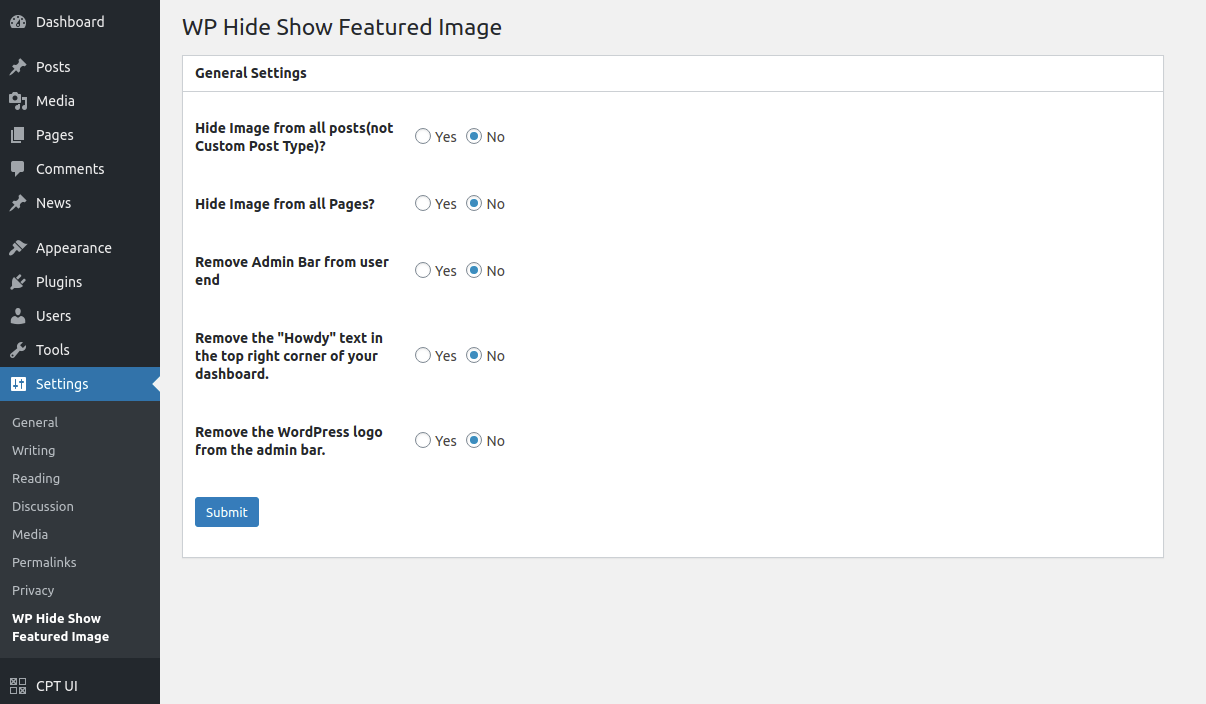 Dashboard
Posts
Media
Pages
Comments
News
Appearance
Plugins
Users
Tools
Settings
General
Writing
Reading
Discussion
Media
Permalinks
Privacy
WP Hide Show
Featured Image
CPT UI
WP Hide Show Featured Image
General Settings
Hide Image from all posts(not
Custom Post Type)?
Yes No
Hide Image from all Pages?
Yes No
Remove Admin Bar from user
end
Yes No
Remove the "Howdy" text in
the top right corner of your
dashboard.
Yes No
Remove the WordPress logo
from the admin bar.
Yes No
Submit